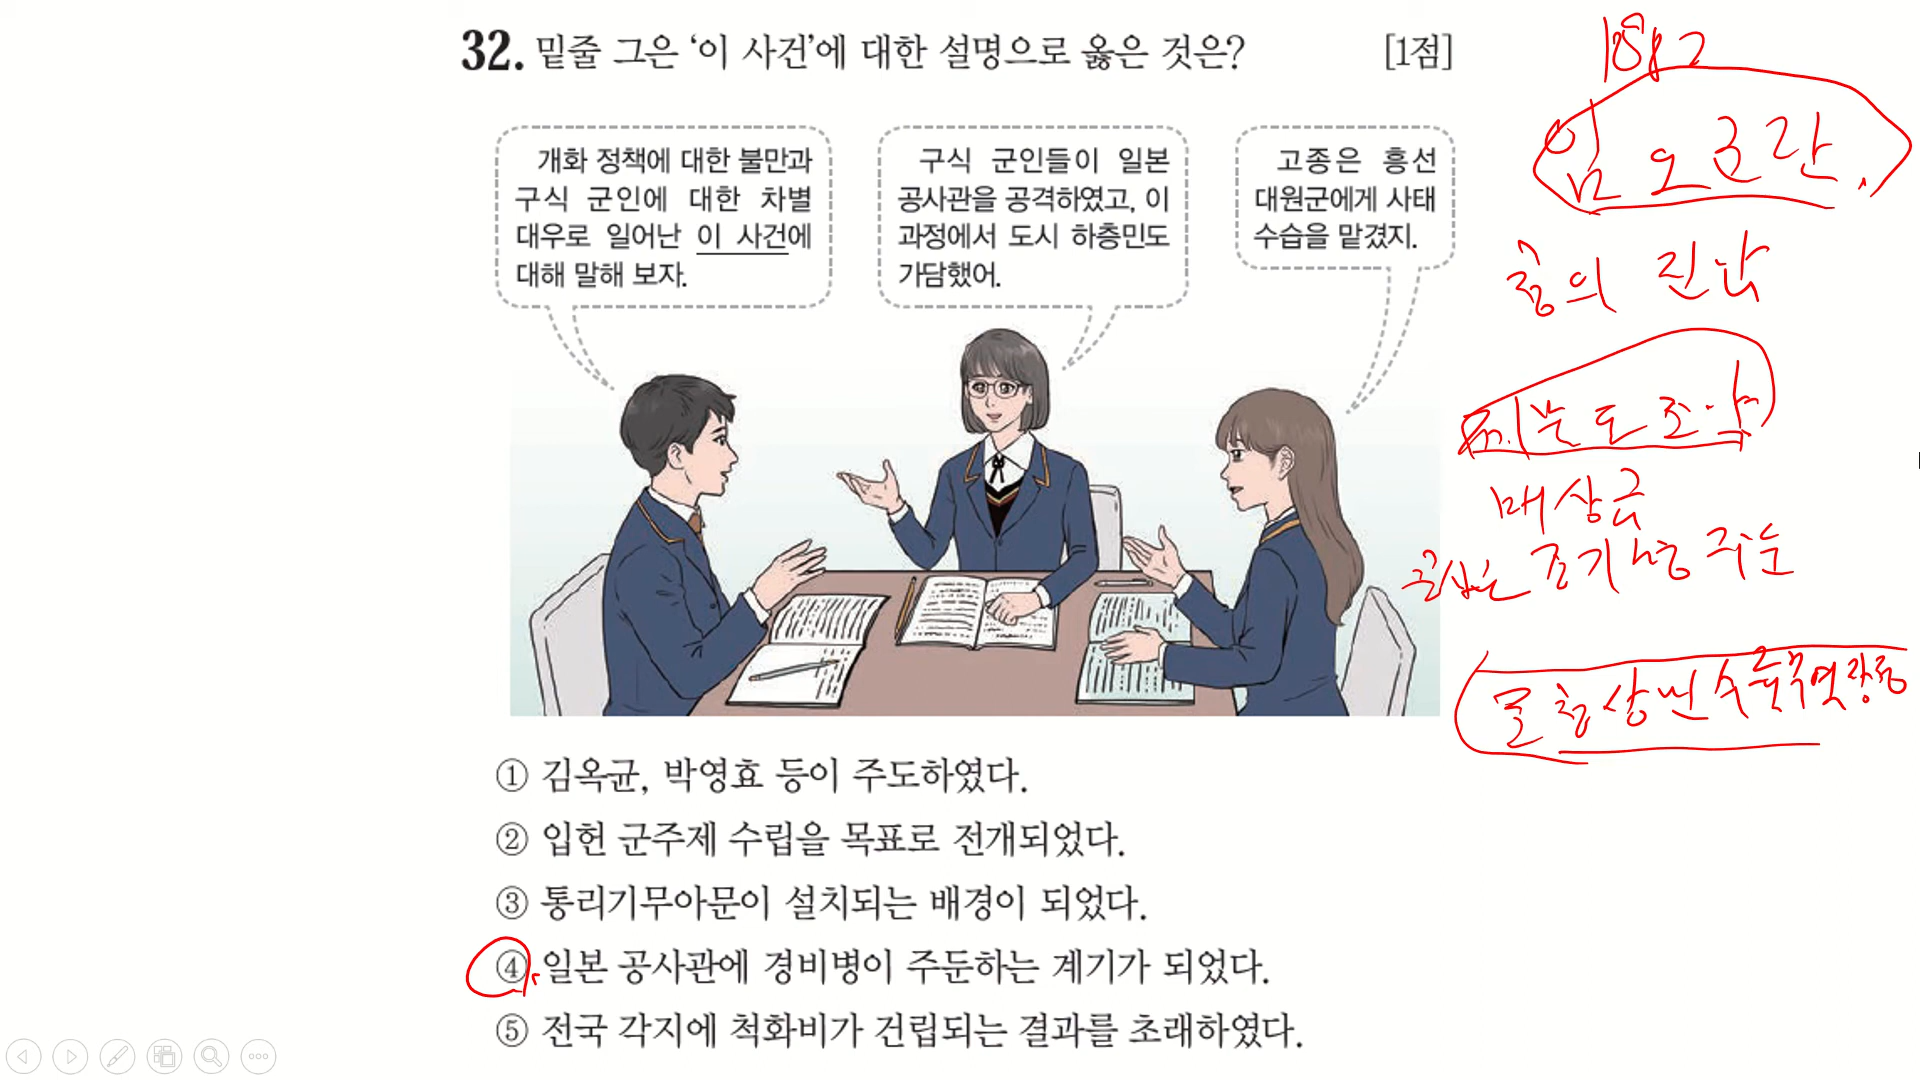 32. 밑줄 그은 ‘이 사건’에 대한 설명으로 옳은 것은? [1점]
개화 정책에 대한 불만과
구식 군인에 대한 차별
대우로 일어난 이 사건에
대해 말해 보자.
구식 군인들이 일본
공사관을 공격하였고, 이
과정에서 도시 하층민도
가담했어.
고종은 흥선
대원군에게 사태
수습을 맡겼지.
① 김옥균, 박영효 등이 주도하였다.
② 입헌 군주제 수립을 목표로 전개되었다.
③ 통리기무아문이 설치되는 배경이 되었다.
④ 일본 공사관에 경비병이 주둔하는 계기가 되었다.
⑤ 전국 각지에 척화비가 건립되는 결과를 초래하였다.
1882
임오군란
청의 진압
제물포조약
배상금
주둔